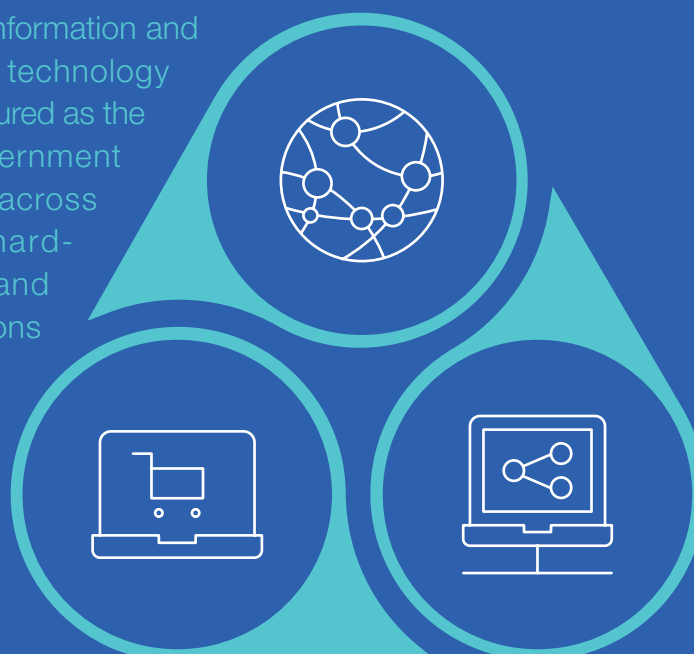 nformation and
technology
ured as the
ernment
across
hard-
and
ons